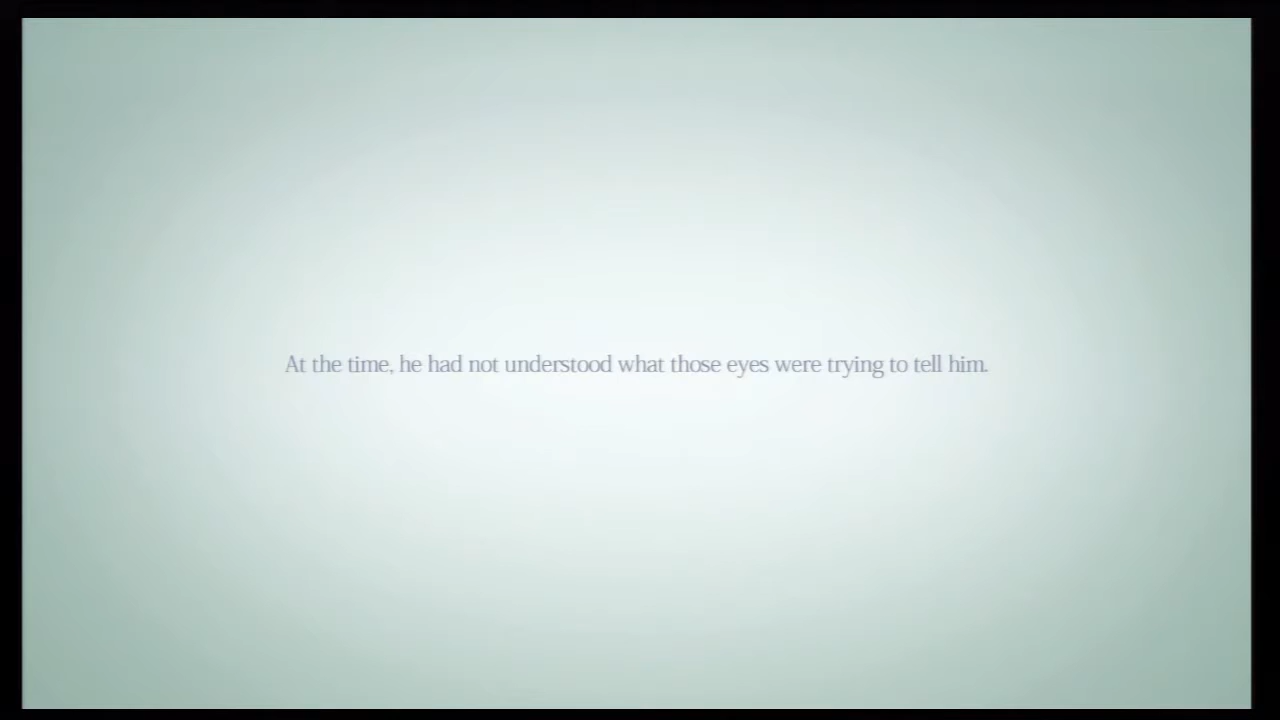 At the time, he had not understood what those eyes were trying to tell him.